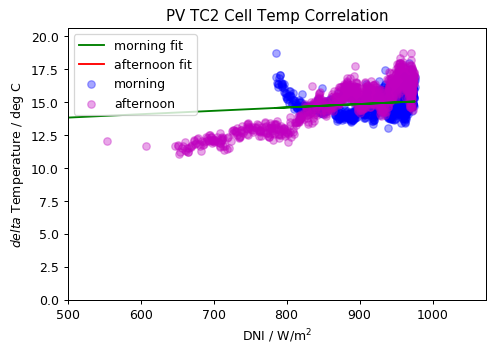 PV TC2 Cell Temp Correlation
20.0
17.5
15.0
12.5
10.0
7.5
5.0
2.5
0.0
delta Temperature / deg C
morning fit
afternoon fit
morning
afternoon
500 600 700 800 900 1000
DNI / W/m²